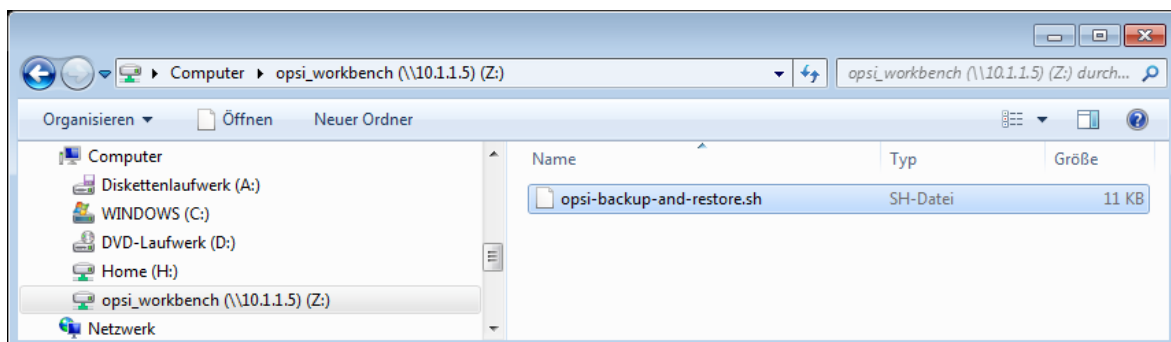 Computer opsi_workbench (\\10.1.1.5) (Z:) opsi_workbench (\\10.1.1.5) (Z:) durch...
Organisieren Öffnen Neuer Ordner
Computer
Diskettenlaufwerk (A:)
WINDOWS (C:)
DVD-Laufwerk (D:)
Home (H:)
opsi_workbench (\\10.1.1.5) (Z:)
Netzwerk
Name Typ Größe
opsi-backup-and-restore.sh SH-Datei 11 KB